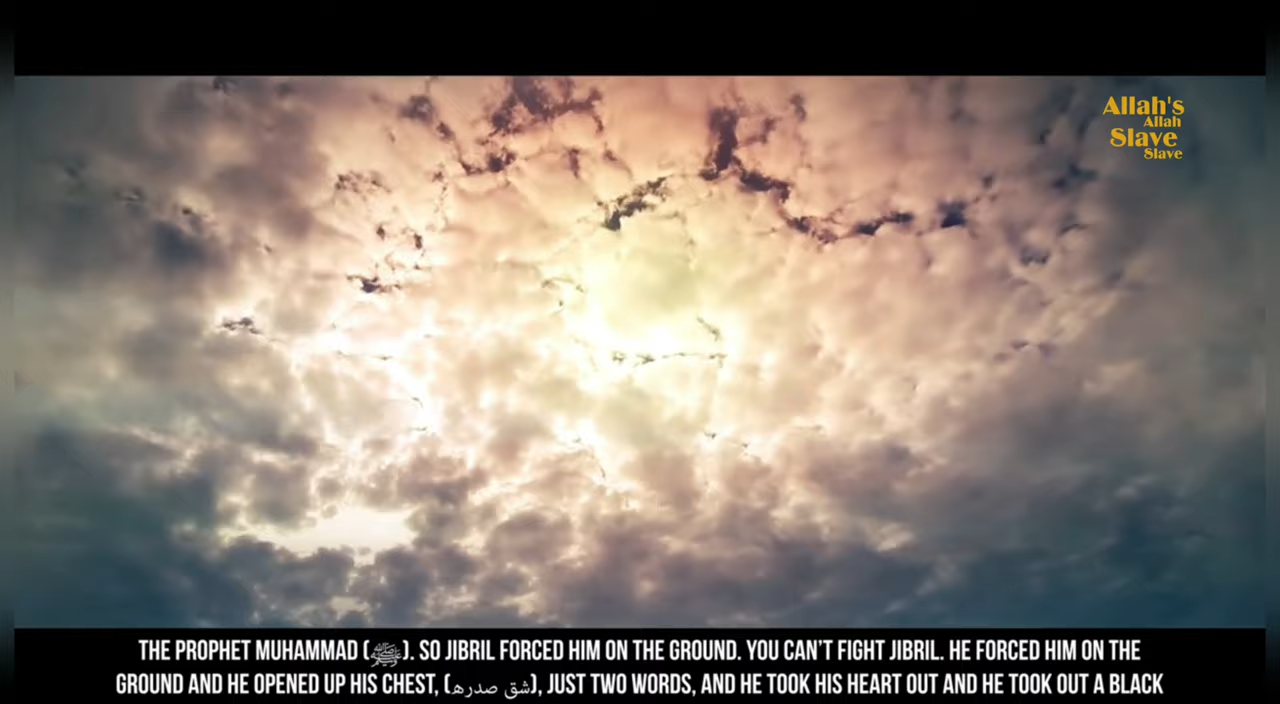 Allah's
Allah
Slave
Slave
THE PROPHET MUHAMMAD (ﷺ). SO JIBRIL FORCED HIM ON THE GROUND. YOU CAN'T FIGHT JIBRIL. HE FORCED HIM ON THE
GROUND AND HE OPENED UP HIS CHEST, (شق صدره), JUST TWO WORDS, AND HE TOOK HIS HEART OUT AND HE TOOK OUT A BLACK